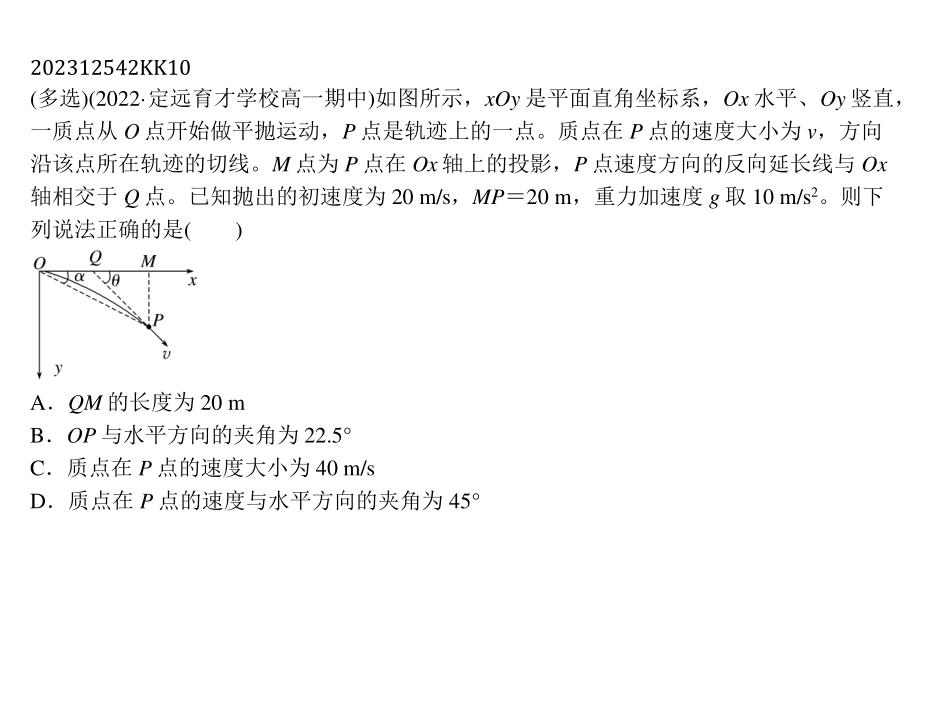 202312542KK10
(多选)(2022·定远育才学校高一期中)如图所示，xOy 是平面直角坐标系，Ox 水平、Oy 竖直，
一质点从 O 点开始做平抛运动，P 点是轨迹上的一点。质点在 P 点的速度大小为 v，方向
沿该点所在轨迹的切线。M 点为 P 点在 Ox 轴上的投影，P 点速度方向的反向延长线与 Ox
轴相交于 Q 点。已知抛出的初速度为 20 m/s，MP＝20 m，重力加速度 g 取 10 m/s²。则下
列说法正确的是(　　)
O Q M
α θ x
P
v
y
A．QM 的长度为 20 m
B．OP 与水平方向的夹角为 22.5°
C．质点在 P 点的速度大小为 40 m/s
D．质点在 P 点的速度与水平方向的夹角为 45°